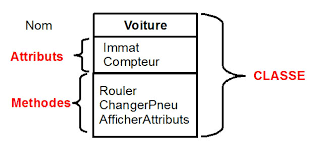 Nom
Voiture
Attributs
Immat
Compteur
CLASSE
Methodes
Rouler
ChangerPneu
AfficherAttributs